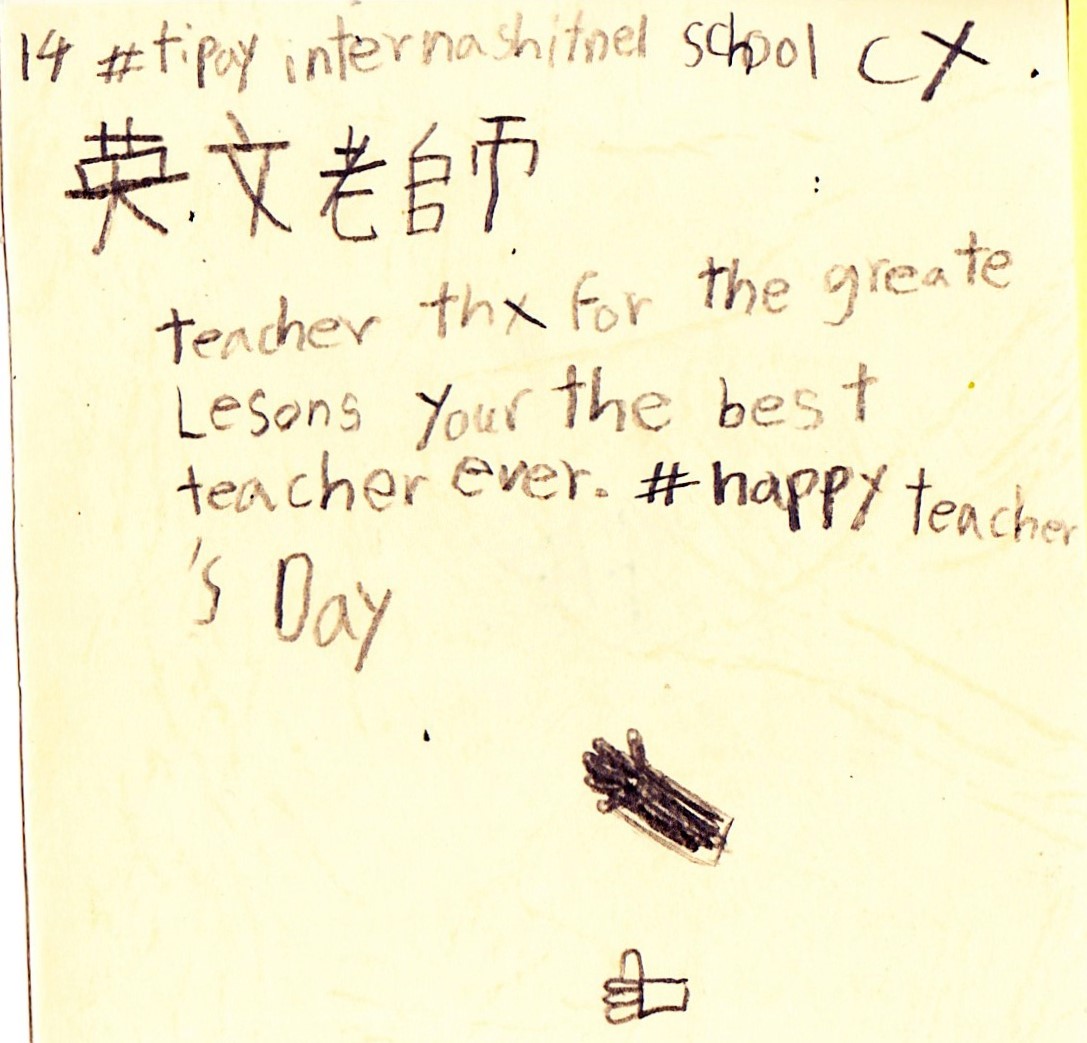 14 #tipay internashitnel school CX.
英文老師
teacher thx for the greate
Lesons your the best
teacher ever. #happy teacher
's Day